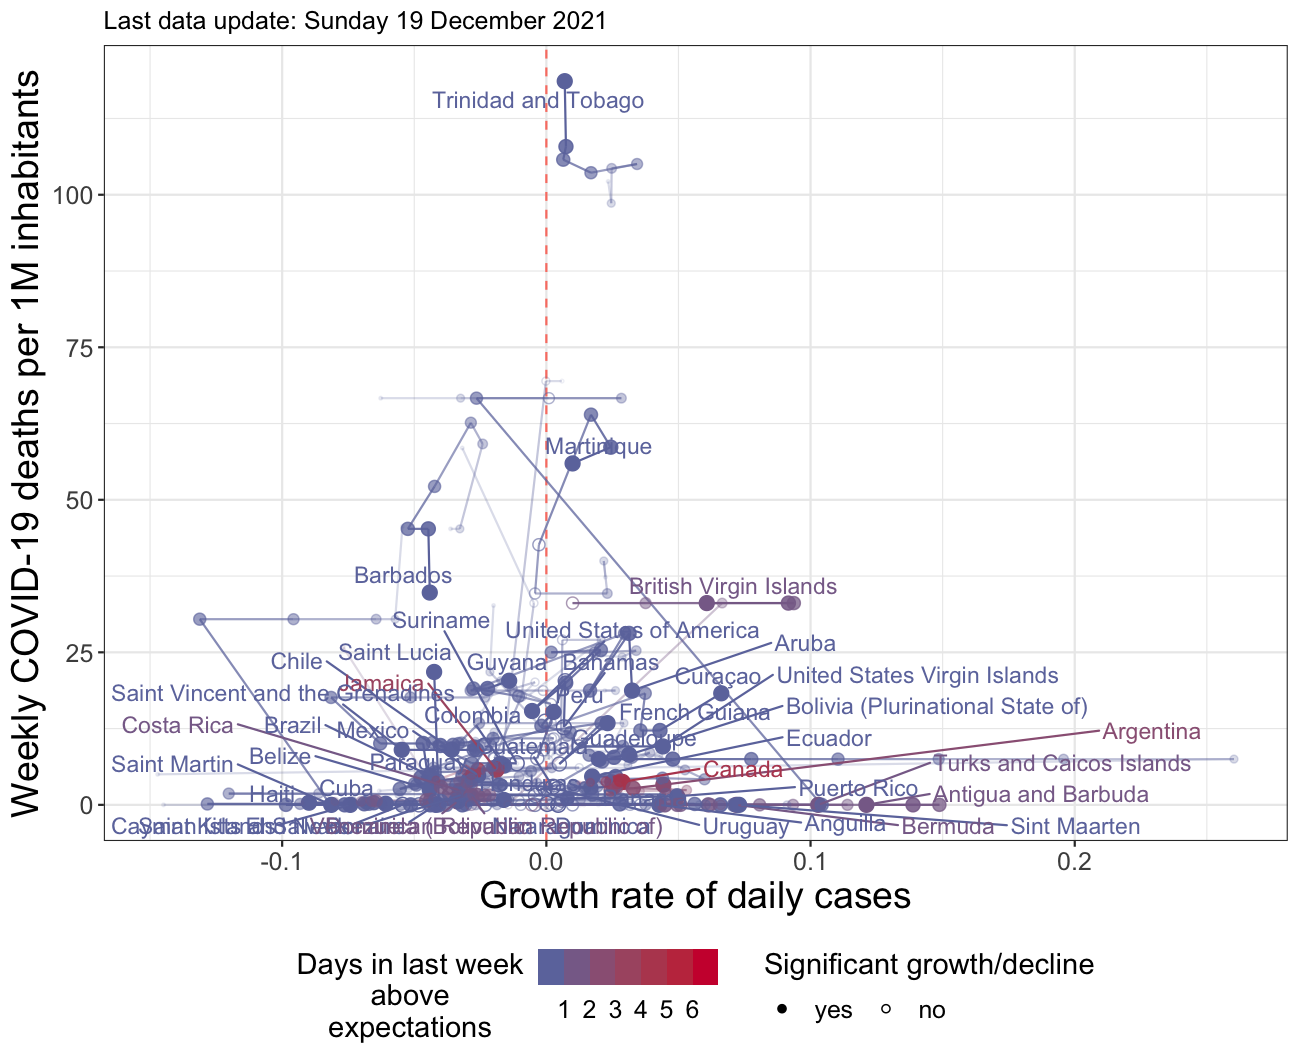 Last data update: Sunday 19 December 2021
Weekly COVID-19 deaths per 1M inhabitants
100
75
50
25
0
Trinidad and Tobago
Martinique
Barbados
British Virgin Islands
Suriname
United States of America
Aruba
Saint Lucia
Chile
Guyana
Bahamas
Jamaica
Curaçao
United States Virgin Islands
Saint Vincent and the Grenadines
Peru
Colombia
French Guiana
Bolivia (Plurinational State of)
Costa Rica
Brazil
Mexico
Guatemala
Guadeloupe
Ecuador
Argentina
Belize
Paraguay
Saint Martin
Canada
Turks and Caicos Islands
Haiti
Cuba
Honduras
Puerto Rico
Antigua and Barbuda
Uruguay
Anguilla
Bermuda
Sint Maarten
-0.1
0.0
0.1
0.2
Growth rate of daily cases
Days in last week
above
expectations
1 2 3 4 5 6
Significant growth/decline
yes
no